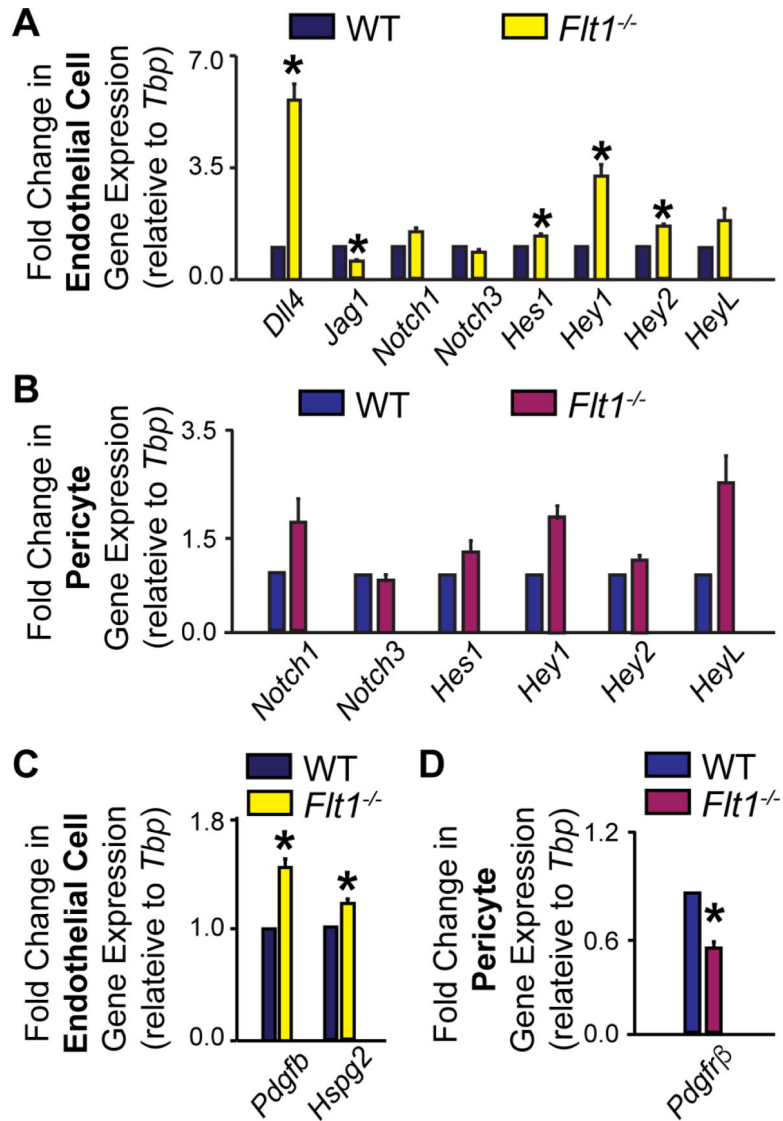 A
WT Flt1-/-
Fold Change in
Endothelial Cell
Gene Expression
(relateive to Tbp)
7.0
3.5
0.0
*
*
*
*
*
Dll4 Jag1 Notch1 Notch3 Hes1 Hey1 Hey2 HeyL
B
WT Flt1-/-
Fold Change in
Pericyte
Gene Expression
(relateive to Tbp)
3.5
1.5
0.0
Notch1 Notch3 Hes1 Hey1 Hey2 HeyL
C
WT
Flt1-/-
Fold Change in
Endothelial Cell
Gene Expression
(relateive to Tbp)
1.8
1.0
0.0
*
*
Pdgfb Hspg2
D
WT
Flt1-/-
Fold Change in
Pericyte
Gene Expression
(relateive to Tbp)
1.2
0.6
0.0
*
Pdgfrβ